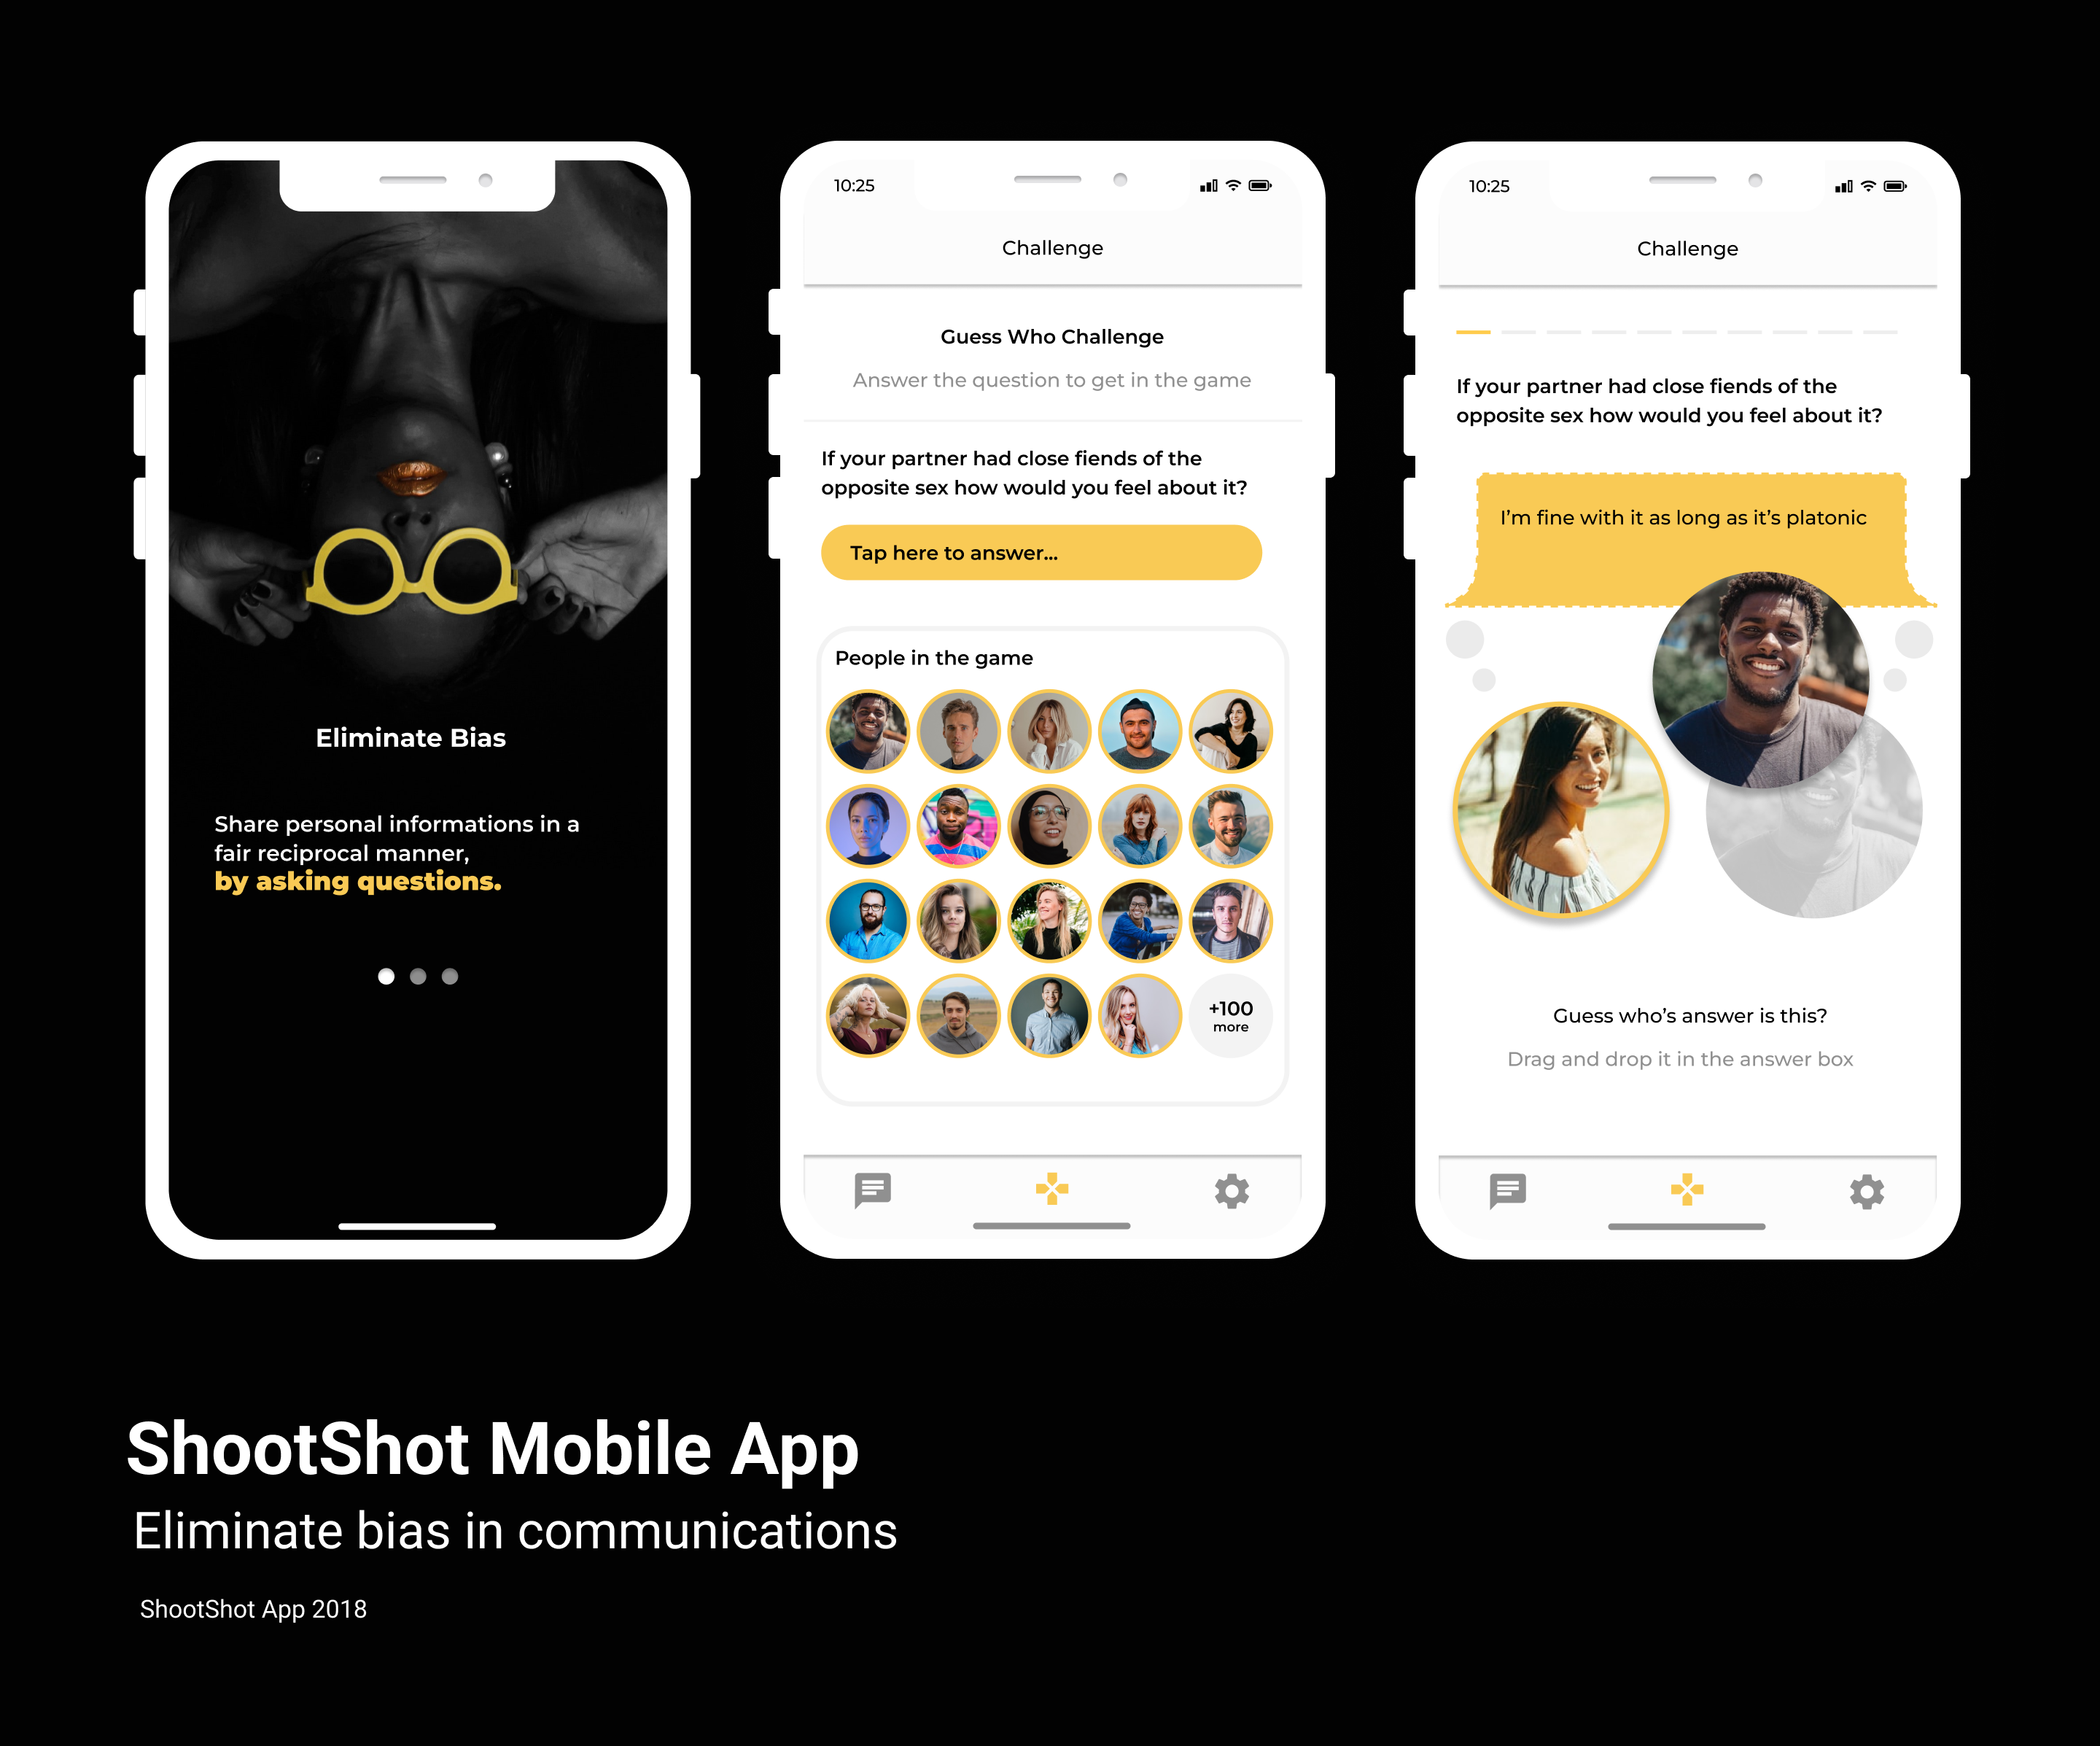 Eliminate Bias
Share personal informations in a
fair reciprocal manner,
by asking questions.
10:25
Challenge
Guess Who Challenge
Answer the question to get in the game
If your partner had close fiends of the
opposite sex how would you feel about it?
Tap here to answer...
People in the game
+100
more
10:25
Challenge
If your partner had close fiends of the
opposite sex how would you feel about it?
I'm fine with it as long as it's platonic
Guess who's answer is this?
Drag and drop it in the answer box
ShootShot Mobile App
Eliminate bias in communications
ShootShot App 2018